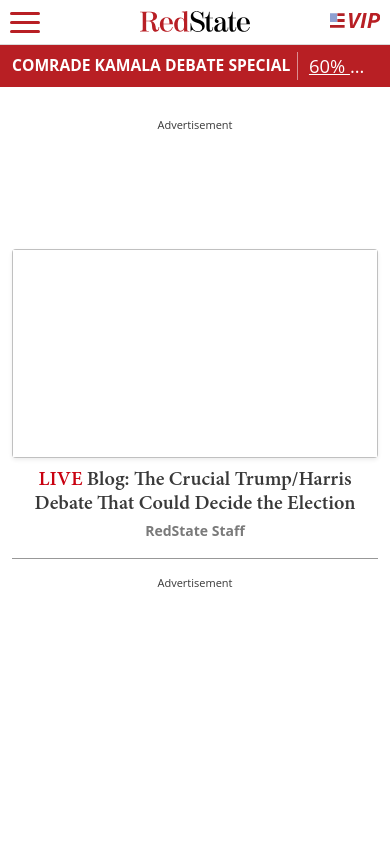 RedState
VIP
COMRADE KAMALA DEBATE SPECIAL
60% ...
Advertisement
LIVE Blog: The Crucial Trump/Harris
Debate That Could Decide the Election
RedState Staff
Advertisement